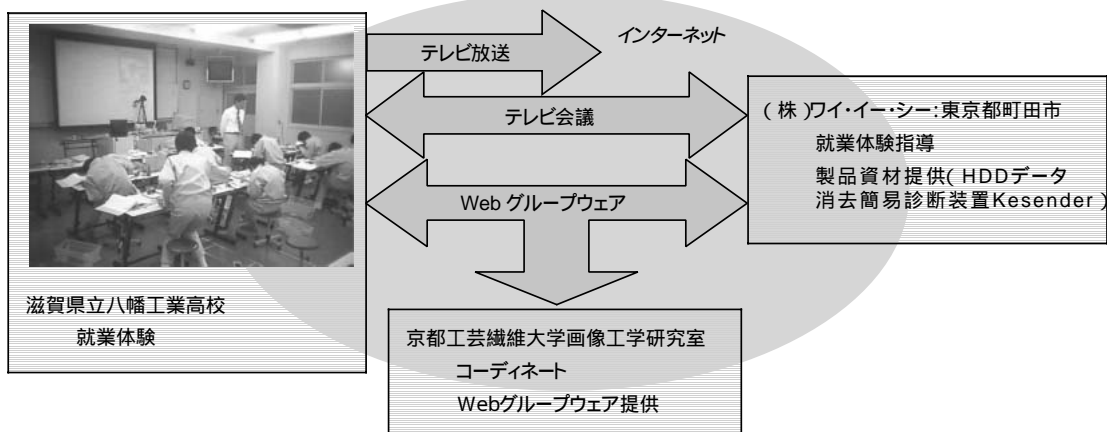 テレビ放送
インターネット
テレビ会議
Web グループウェア
(株)ワイ・イー・シー:東京都町田市
就業体験指導
製品資材提供(HDDデータ
消去簡易診断装置Kesender)
滋賀県立八幡工業高校
就業体験
京都工芸繊維大学画像工学研究室
コーディネート
Webグループウェア提供